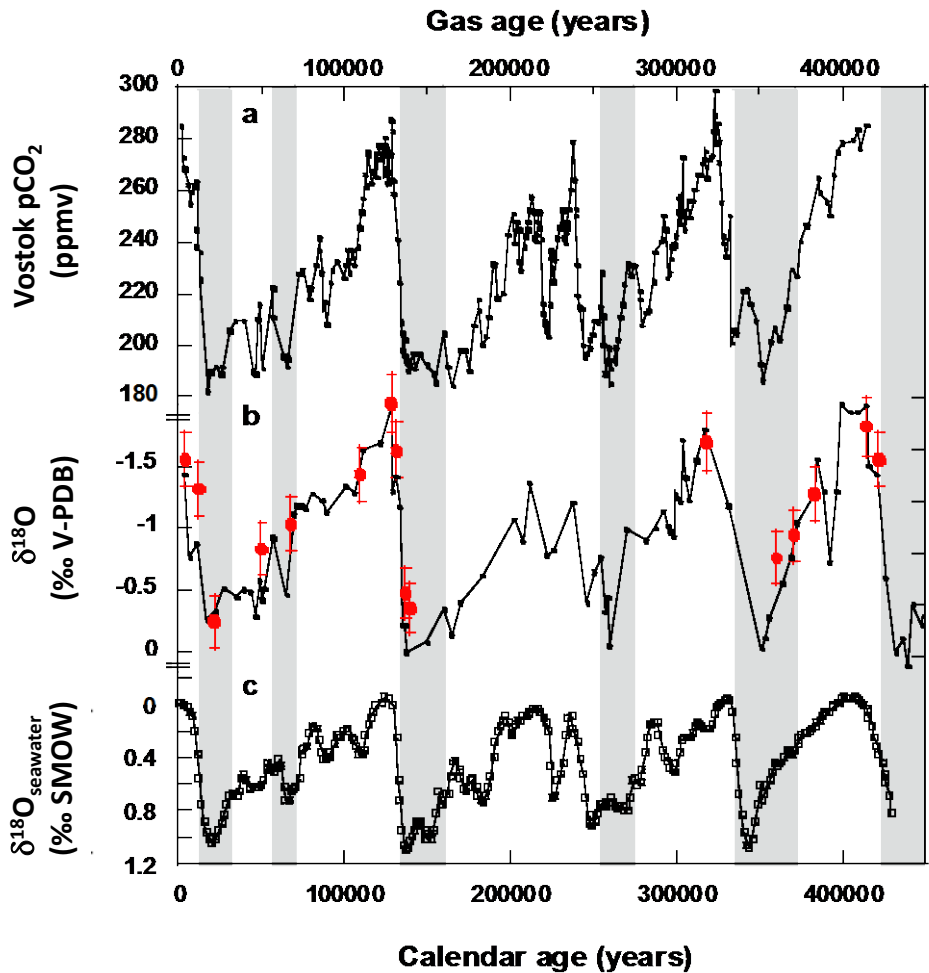 Gas age (years)
0 100000 200000 300000 400000
300
280
260
240
220
200
180
Vostok pCO2
(ppmv)
a
b
-1.5
-1
-0.5
0
δ18O
(‰ V-PDB)
c
0
0.4
0.8
1.2
δ18Oseawater
(‰ SMOW)
0 100000 200000 300000 400000
Calendar age (years)